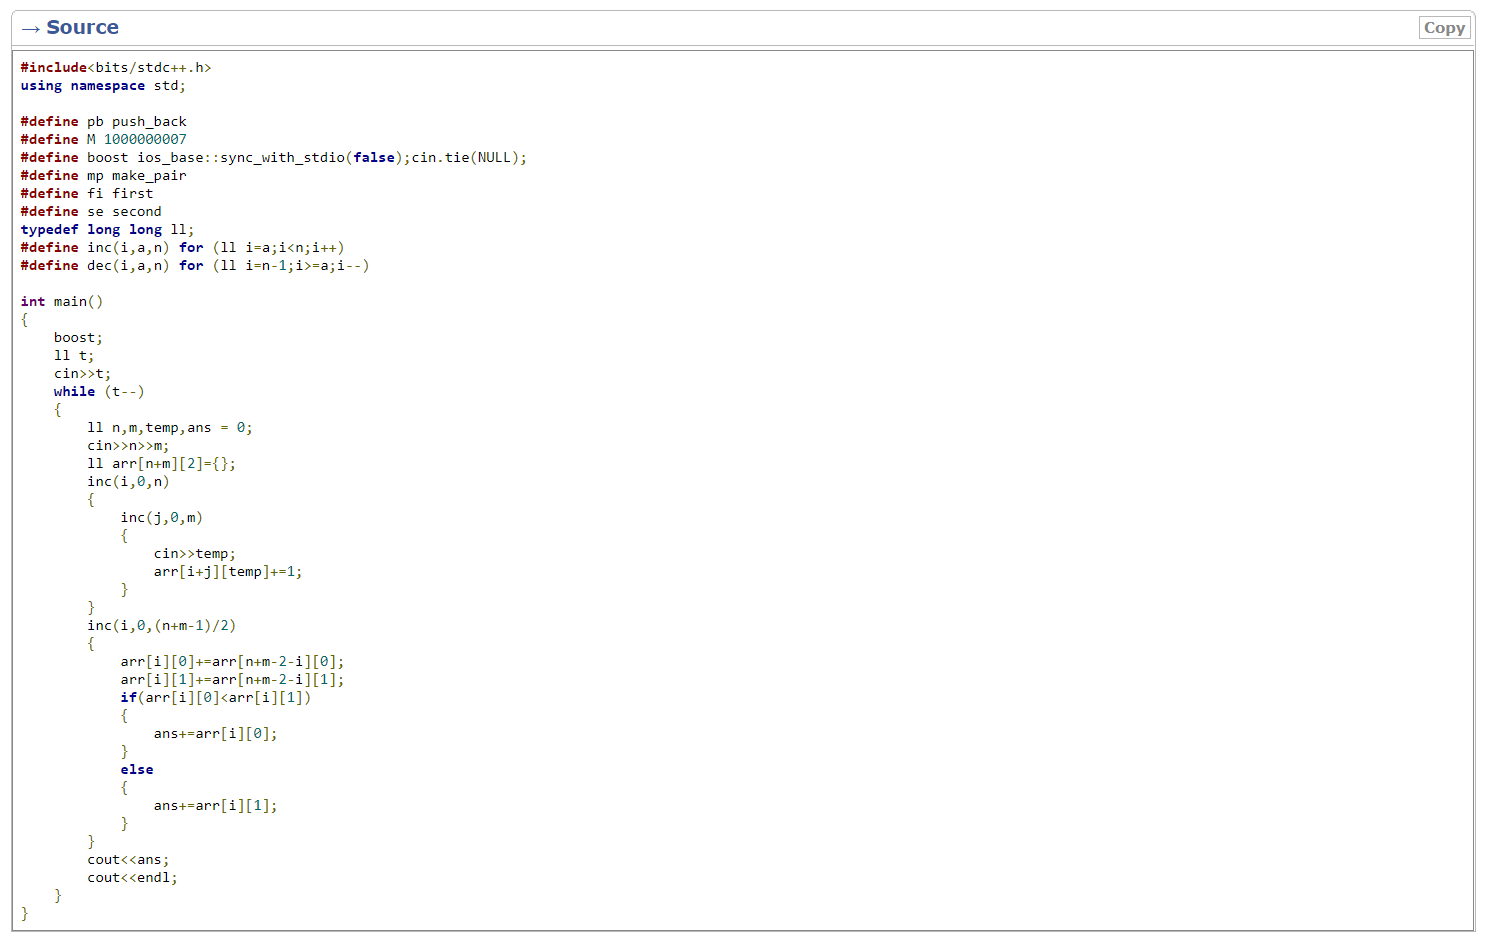 → Source
Copy
#include<bits/stdc++.h>
using namespace std;
#define pb push_back
#define M 1000000007
#define boost ios_base::sync_with_stdio(false);cin.tie(NULL);
#define mp make_pair
#define fi first
#define se second
typedef long long ll;
#define inc(i,a,n) for (ll i=a;i<n;i++)
#define dec(i,a,n) for (ll i=n-1;i>=a;i--)
int main()
{
    boost;
    ll t;
    cin>>t;
    while (t--)
    {
        ll n,m,temp,ans = 0;
        cin>>n>>m;
        ll arr[n+m][2]={};
        inc(i,0,n)
        {
            inc(j,0,m)
            {
                cin>>temp;
                arr[i+j][temp]+=1;
            }
        }
        inc(i,0,(n+m-1)/2)
        {
            arr[i][0]+=arr[n+m-2-i][0];
            arr[i][1]+=arr[n+m-2-i][1];
            if(arr[i][0]<arr[i][1])
            {
                ans+=arr[i][0];
            }
            else
            {
                ans+=arr[i][1];
            }
        }
        cout<<ans;
        cout<<endl;
    }
}